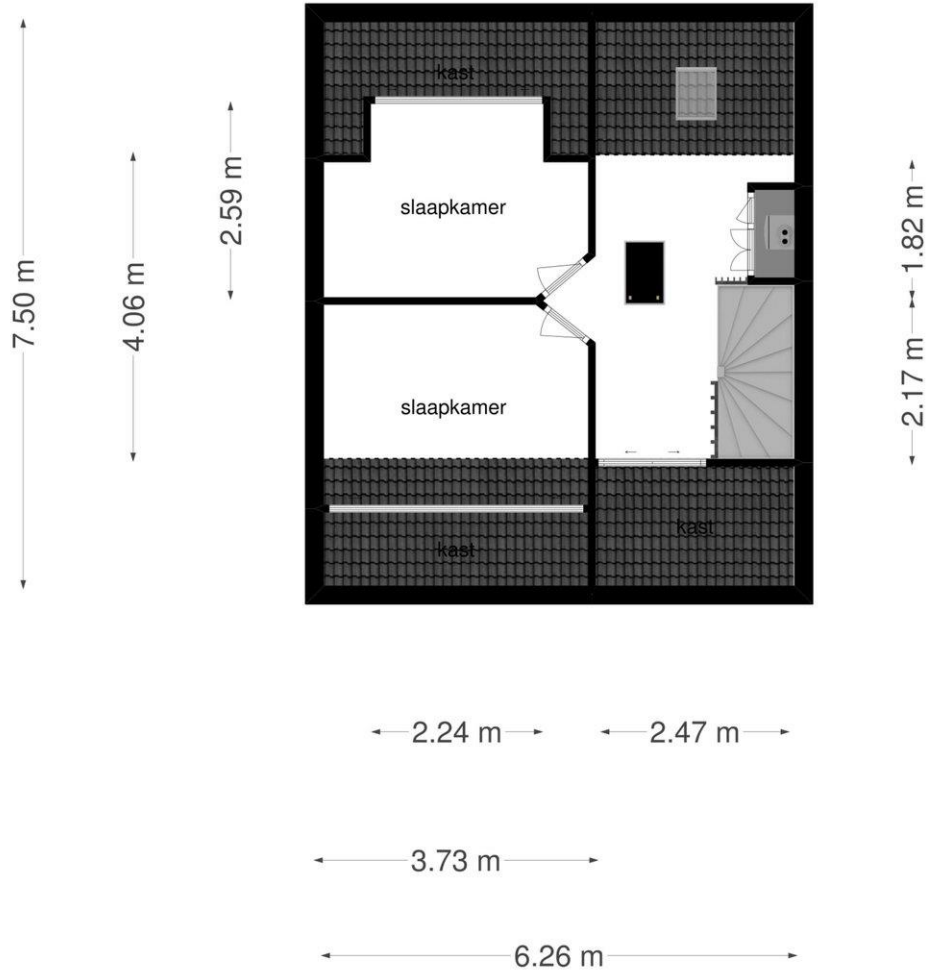 kast
slaapkamer
slaapkamer
kast
kast
7.50 m
4.06 m
2.59 m
1.82 m
2.17 m
2.24 m
2.47 m
3.73 m
6.26 m